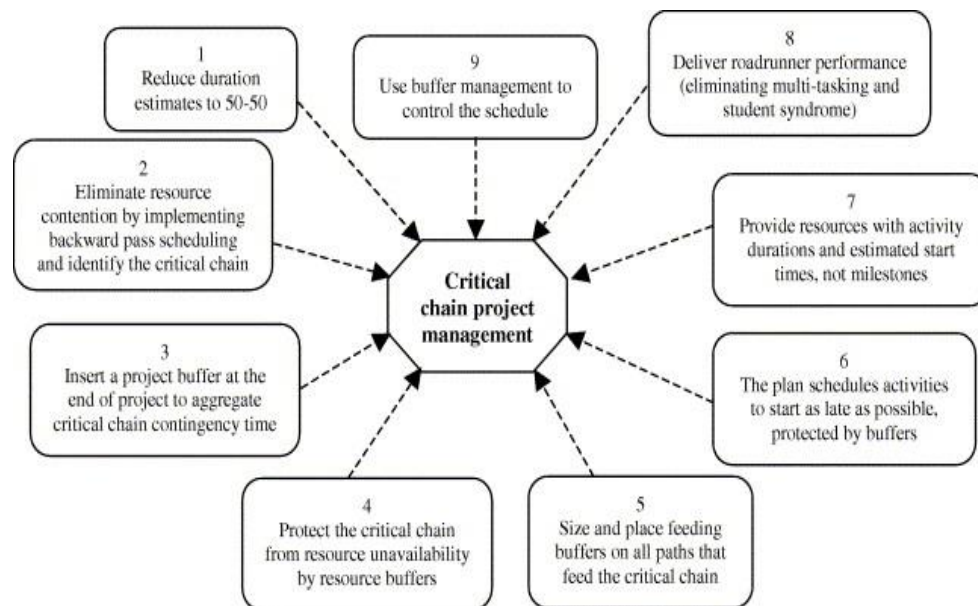 1
Reduce duration
estimates to 50-50
9
Use buffer management to
control the schedule
8
Deliver roadrunner performance
(eliminating multi-tasking and
student syndrome)
2
Eliminate resource
contention by implementing
backward pass scheduling
and identify the critical chain
7
Provide resources with activity
durations and estimated start
times, not milestones
Critical
chain project
management
3
Insert a project buffer at the
end of project to aggregate
critical chain contingency time
6
The plan schedules activities
to start as late as possible,
protected by buffers
4
Protect the critical chain
from resource unavailability
by resource buffers
5
Size and place feeding
buffers on all paths that
feed the critical chain